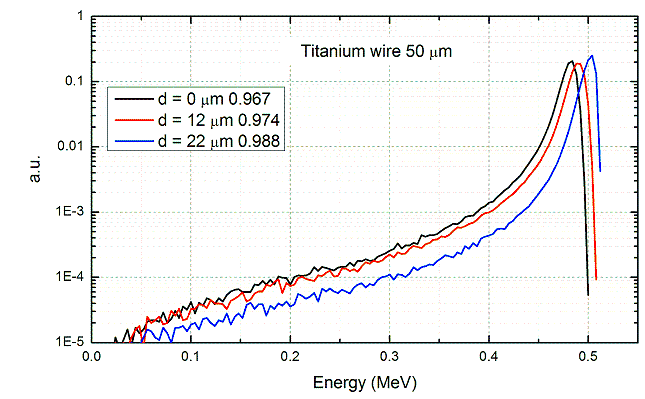 Titanium wire 50 μm
d = 0 μm 0.967
d = 12 μm 0.974
d = 22 μm 0.988
a.u.
1
0.1
0.01
1E-3
1E-4
1E-5
0.0 0.1 0.2 0.3 0.4 0.5
Energy (MeV)